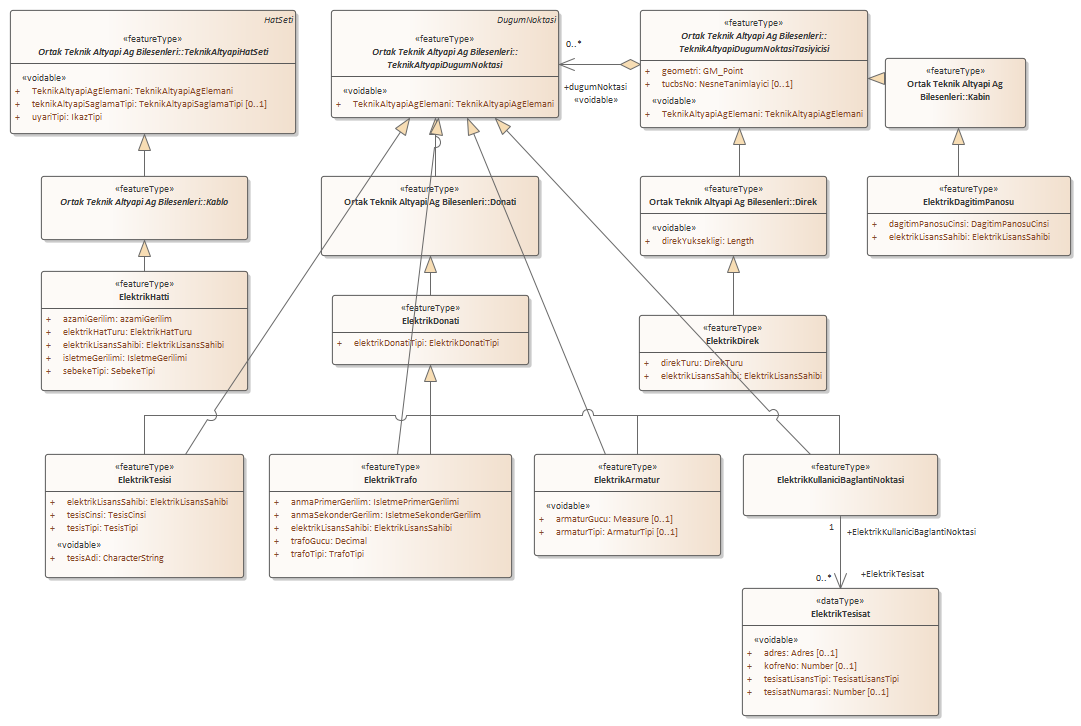 HatSeti
«featureType»
Ortak Teknik Altyapi Ag Bilesenleri::TeknikAltyapiHatSeti
«voidable»
+ TeknikAltyapiAgElemani: TeknikAltyapiAgElemani
+ teknikAltyapiSaglamaTipi: TeknikAltyapiSaglamaTipi [0..1]
+ uyariTipi: IkazTipi
DugumNoktasi
«featureType»
Ortak Teknik Altyapi Ag Bilesenleri::
TeknikAltyapiDugumNoktasi
«voidable»
+ TeknikAltyapiAgElemani: TeknikAltyapiAgElemani
0..*
+dugumNoktasi
«voidable»
«featureType»
Ortak Teknik Altyapi Ag Bilesenleri::
TeknikAltyapiDugumNoktasiTasiyicisi
+ geometri: GM_Point
+ tucbsNo: NesneTanimlayici [0..1]
«voidable»
+ TeknikAltyapiAgElemani: TeknikAltyapiAgElemani
«featureType»
Ortak Teknik Altyapi Ag
Bilesenleri::Kabin
«featureType»
Ortak Teknik Altyapi Ag Bilesenleri::Kablo
«featureType»
Ortak Teknik Altyapi Ag Bilesenleri::Donati
«featureType»
Ortak Teknik Altyapi Ag Bilesenleri::Direk
«voidable»
+ direkYuksekligi: Length
«featureType»
ElektrikDagitimPanosu
+ dagitimPanosuCinsi: DagitimPanosuCinsi
+ elektrikLisansSahibi: ElektrikLisansSahibi
«featureType»
ElektrikHatti
+ azamiGerilim: azamiGerilim
+ elektrikHatTuru: ElektrikHatTuru
+ elektrikLisansSahibi: ElektrikLisansSahibi
+ isletmeGerilimi: IsletmeGerilimi
+ sebekeTipi: SebekeTipi
«featureType»
ElektrikDonati
+ elektrikDonatiTipi: ElektrikDonatiTipi
«featureType»
ElektrikDirek
+ direkTuru: DirekTuru
+ elektrikLisansSahibi: ElektrikLisansSahibi
«featureType»
ElektrikTesisi
+ elektrikLisansSahibi: ElektrikLisansSahibi
+ tesisCinsi: TesisCinsi
+ tesisTipi: TesisTipi
«voidable»
+ tesisAdi: CharacterString
«featureType»
ElektrikTrafo
+ anmaPrimerGerilim: IsletmePrimerGerilimi
+ anmaSekonderGerilim: IsletmeSekonderGerilim
+ elektrikLisansSahibi: ElektrikLisansSahibi
+ trafoGucu: Decimal
+ trafoTipi: TrafoTipi
«featureType»
ElektrikArmatur
«voidable»
+ armaturGucu: Measure [0..1]
+ armaturTipi: ArmaturTipi [0..1]
«featureType»
ElektrikKullaniciBaglantiNoktasi
1
+ElektrikKullaniciBaglantiNoktasi
+ElektrikTesisat
0..*
«dataType»
ElektrikTesisat
«voidable»
+ adres: Adres [0..1]
+ kofreNo: Number [0..1]
+ tesisatLisansTipi: TesisatLisansTipi
+ tesisatNumarasi: Number [0..1]